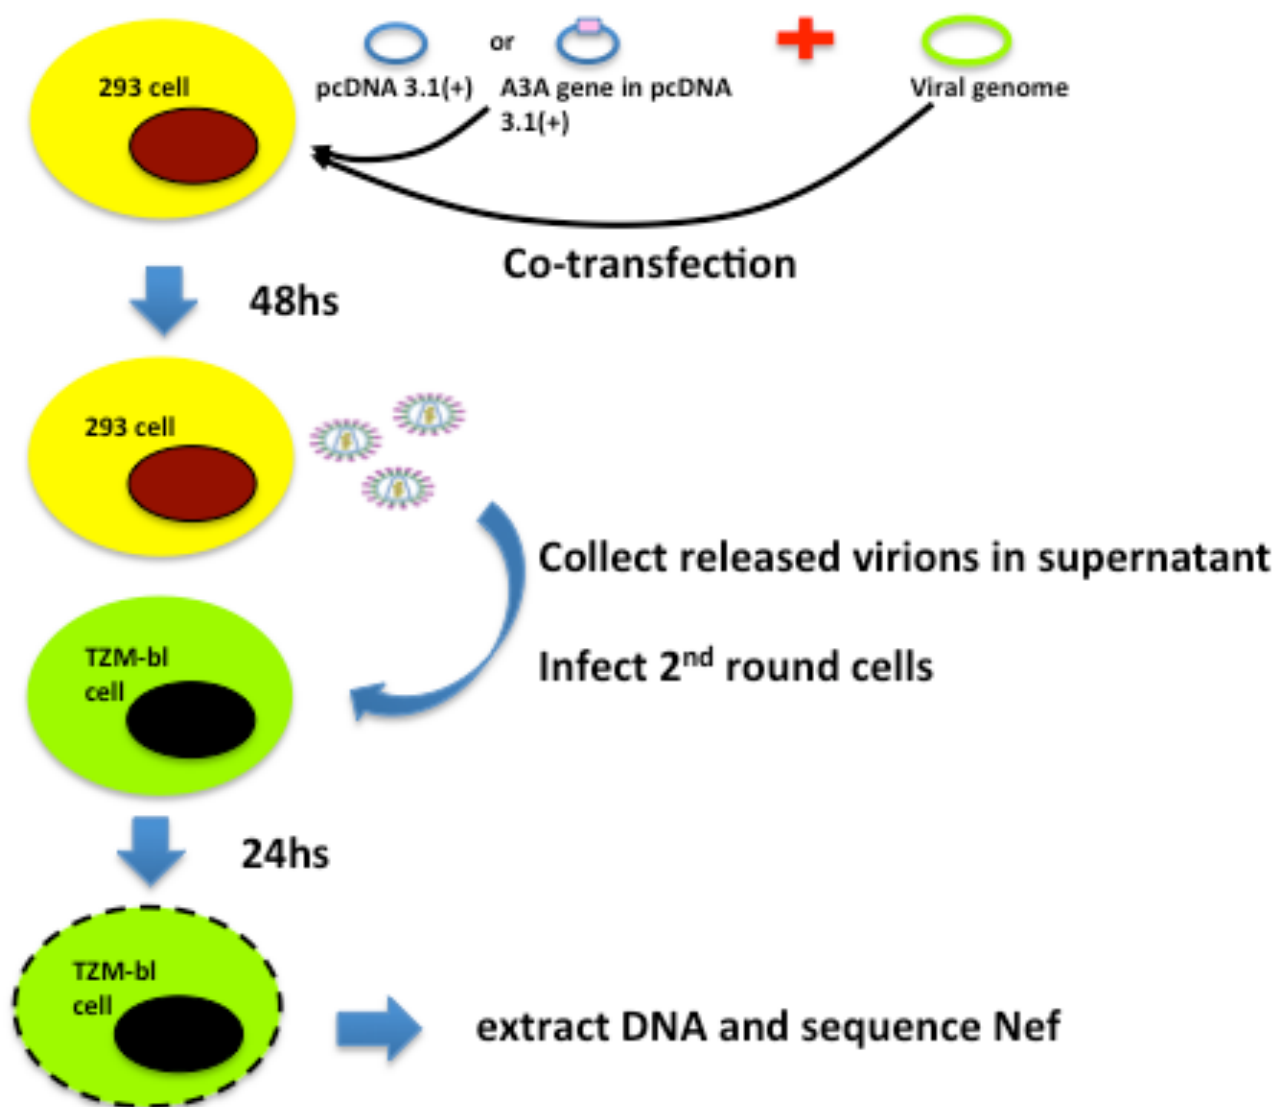 293 cell
or
pcDNA 3.1(+)
A3A gene in pcDNA
3.1(+)
Viral genome
Co-transfection
48hs
293 cell
Collect released virions in supernatant
TZM-bl
cell
Infect 2nd round cells
24hs
TZM-bl
cell
extract DNA and sequence Nef